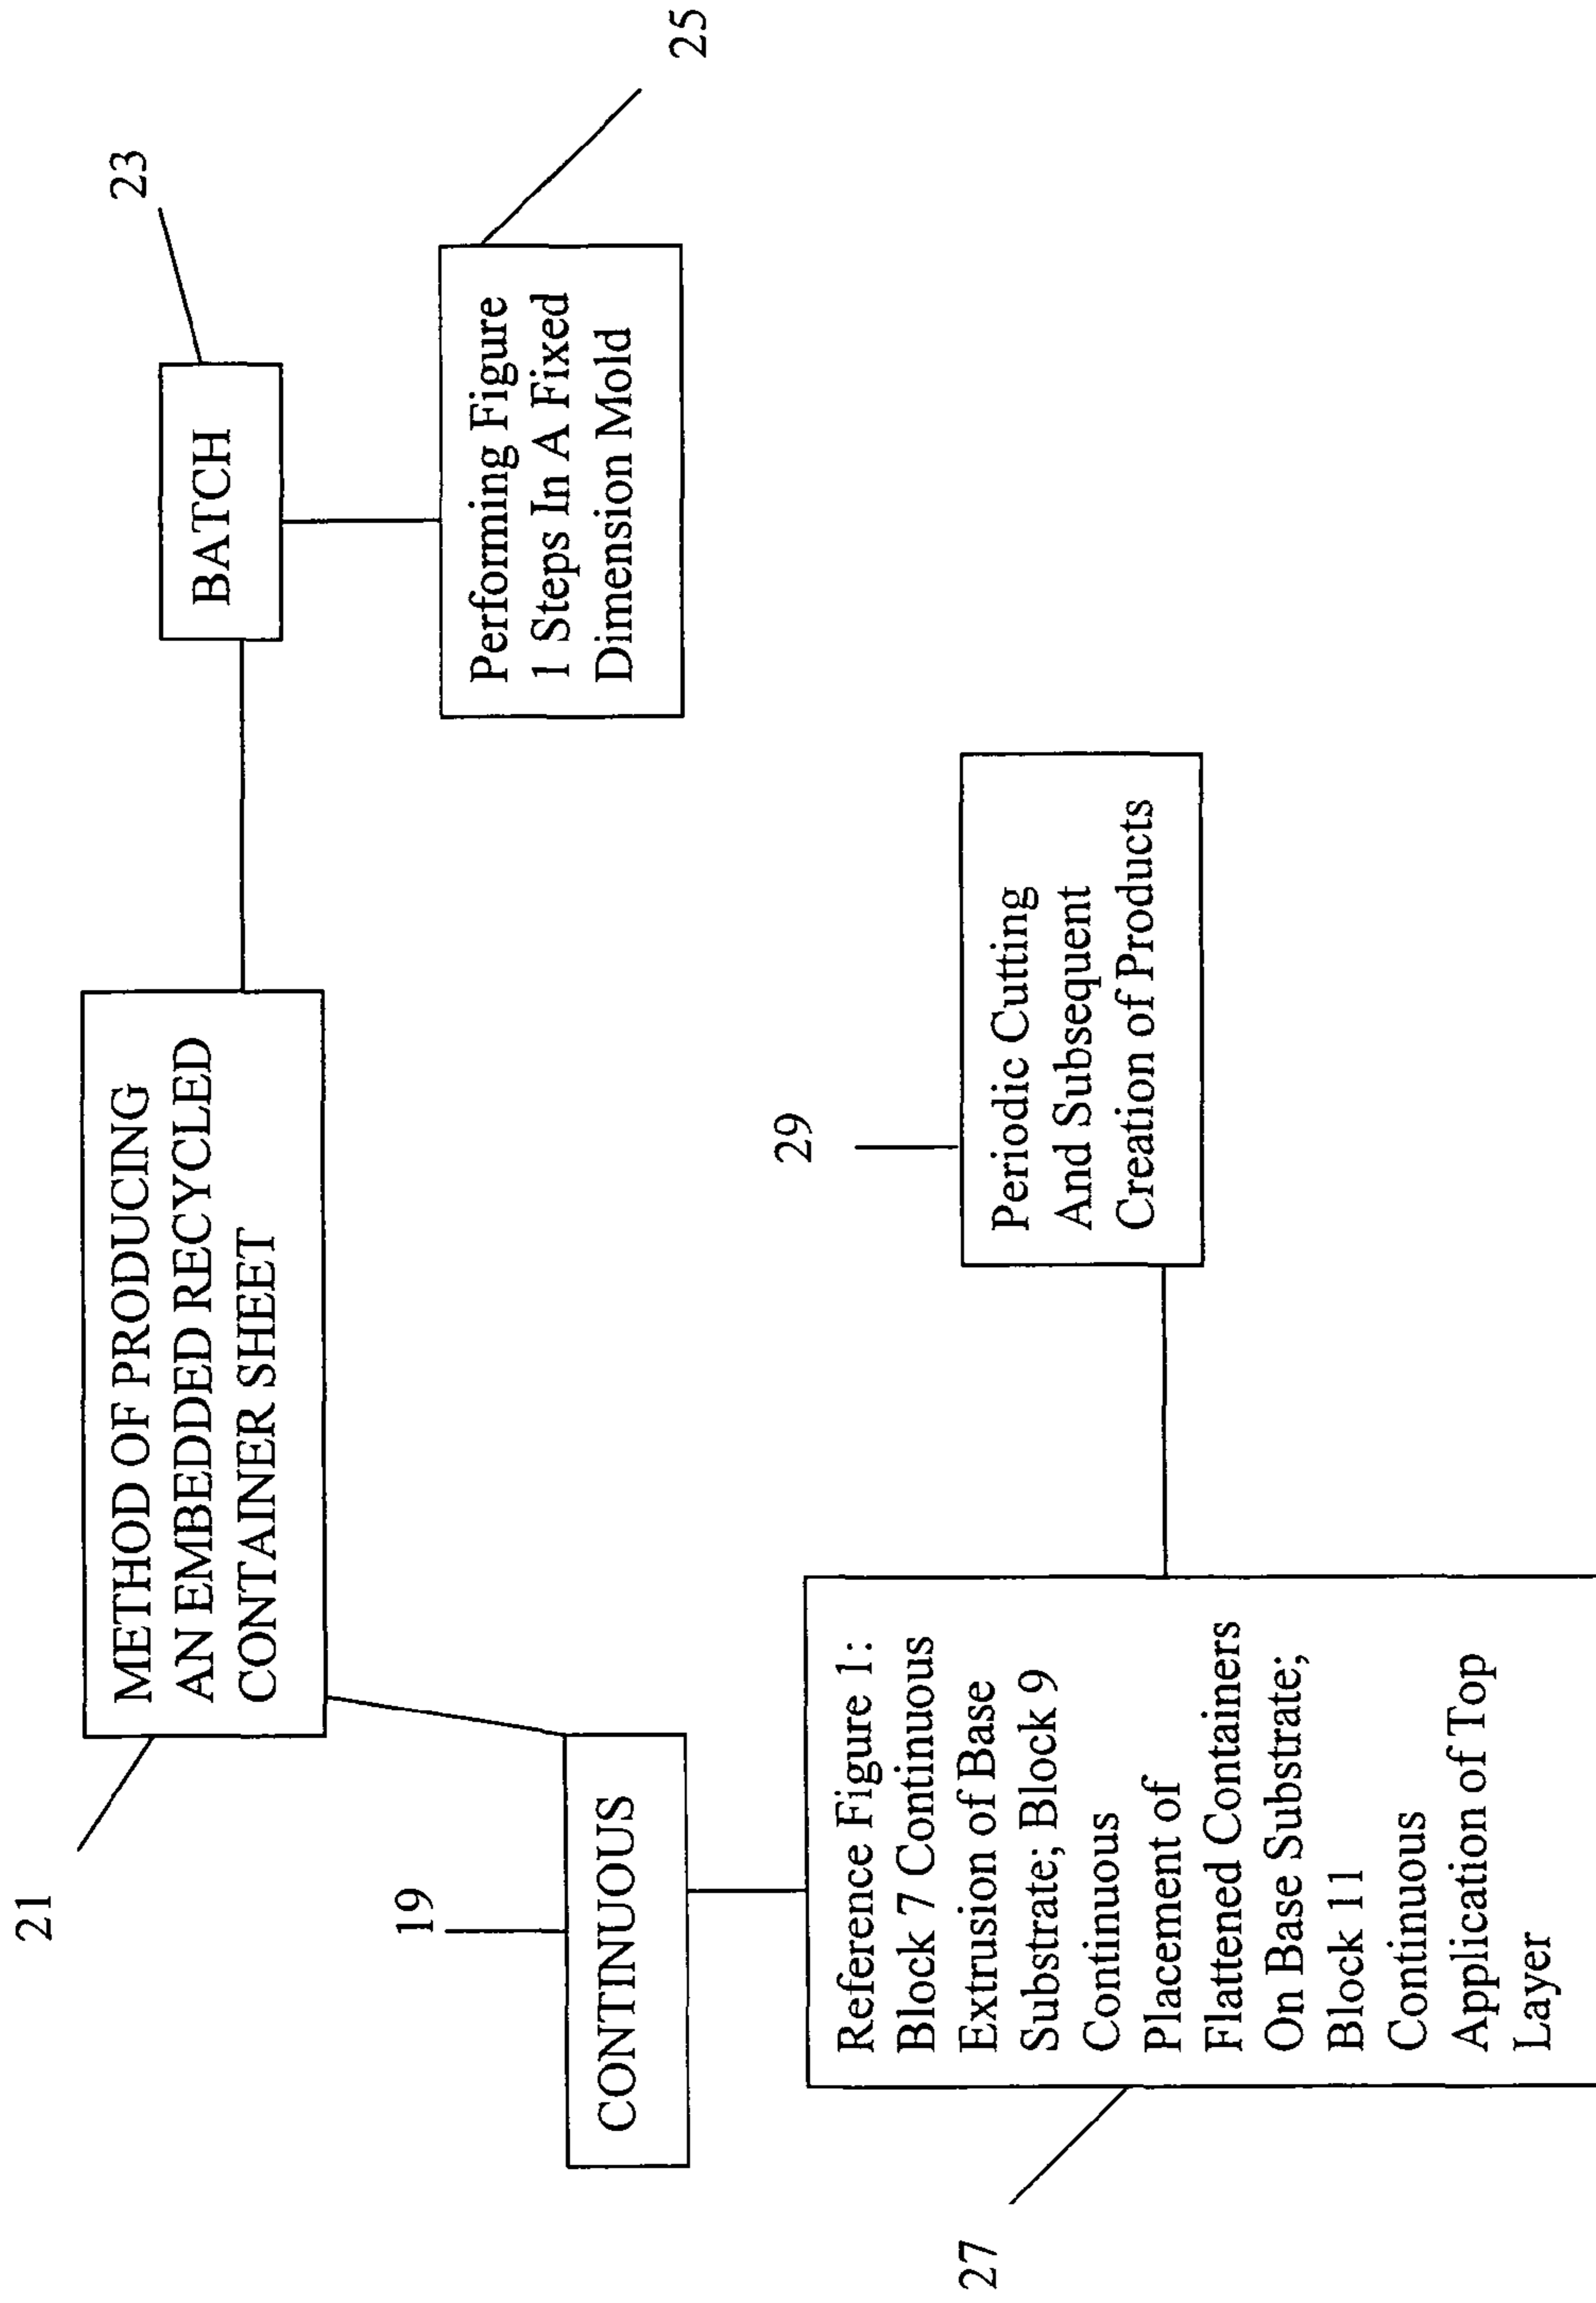 21
METHOD OF PRODUCING
AN EMBEDDED RECYCLED
CONTAINER SHEET
23
BATCH
25
Performing Figure
1 Steps In A Fixed
Dimension Mold
19
CONTINUOUS
27
Reference Figure 1:
Block 7 Continuous
Extrusion of Base
Substrate; Block 9
Continuous
Placement of
Flattened Containers
On Base Substrate;
Block 11
Continuous
Application of Top
Layer
29
Periodic Cutting
And Subsequent
Creation of Products